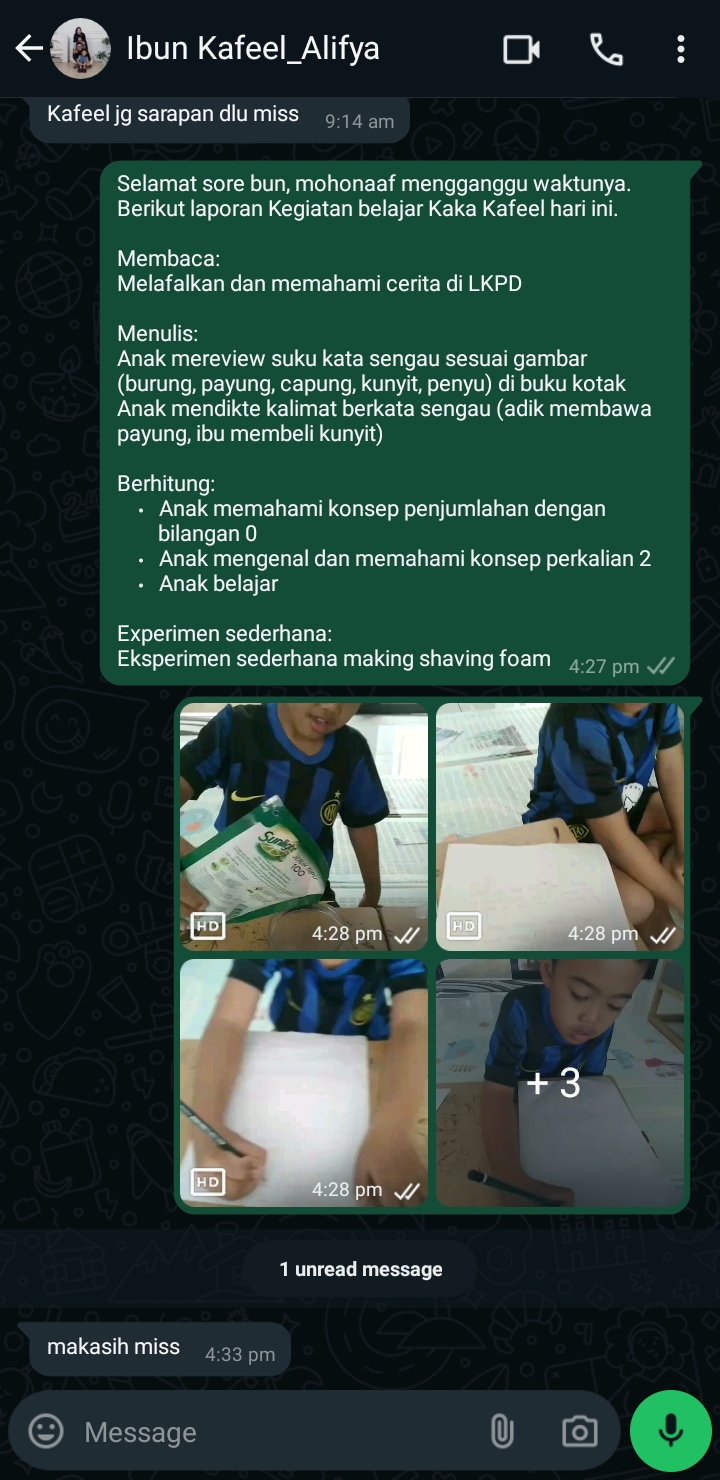 Ibun Kafeel_Alifya
Kafeel jg sarapan dlu miss 9:14 am
Selamat sore bun, mohonaaf mengganggu waktunya.
Berikut laporan Kegiatan belajar Kaka Kafeel hari ini.
Membaca:
Melafalkan dan memahami cerita di LKPD
Menulis:
Anak mereview suku kata sengau sesuai gambar
(burung, payung, capung, kunyit, penyu) di buku kotak
Anak mendikte kalimat berkata sengau (adik membawa
payung, ibu membeli kunyit)
Berhitung:
• Anak memahami konsep penjumlahan dengan
bilangan 0
• Anak mengenal dan memahami konsep perkalian 2
• Anak belajar
Experimen sederhana:
Eksperimen sederhana making shaving foam 4:27 pm
Sunlight
100
HD 4:28 pm
HD 4:28 pm
HD 4:28 pm
+ 3
1 unread message
makasih miss 4:33 pm
Message